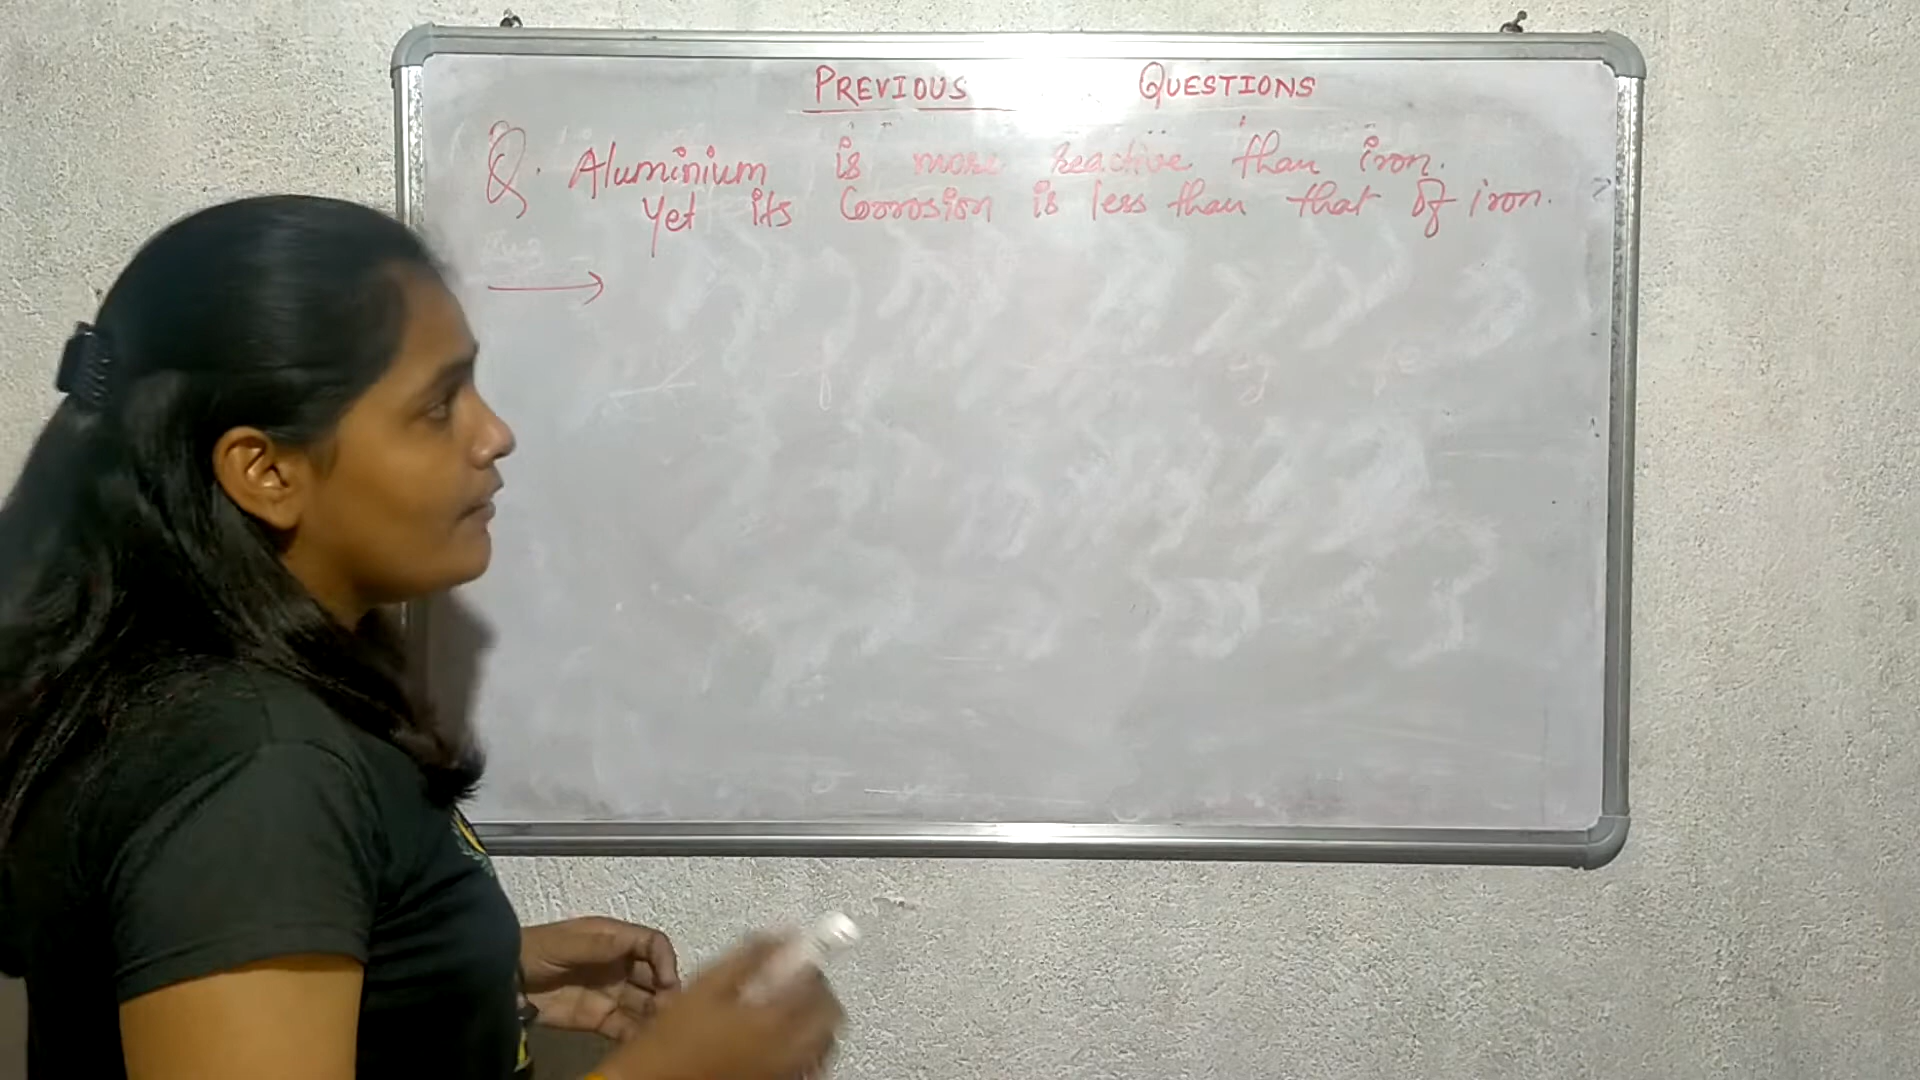 PREVIOUS QUESTIONS
Q. Aluminium is more reactive than iron.
Yet its Corrosion is less than that of iron.